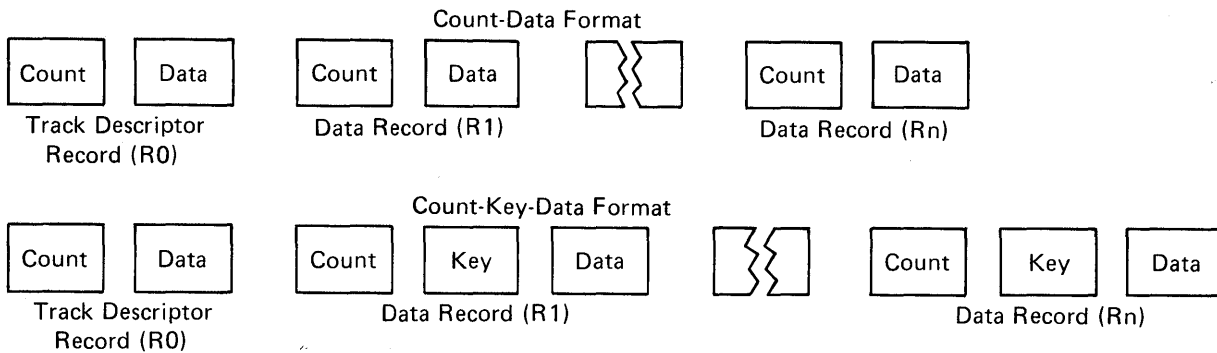 Count-Data Format
Count Data Count Data Count Data
Track Descriptor
Record (R0)
Data Record (R1)
Data Record (Rn)
Count-Key-Data Format
Count Data Count Key Data Count Key Data
Track Descriptor
Record (R0)
Data Record (R1)
Data Record (Rn)